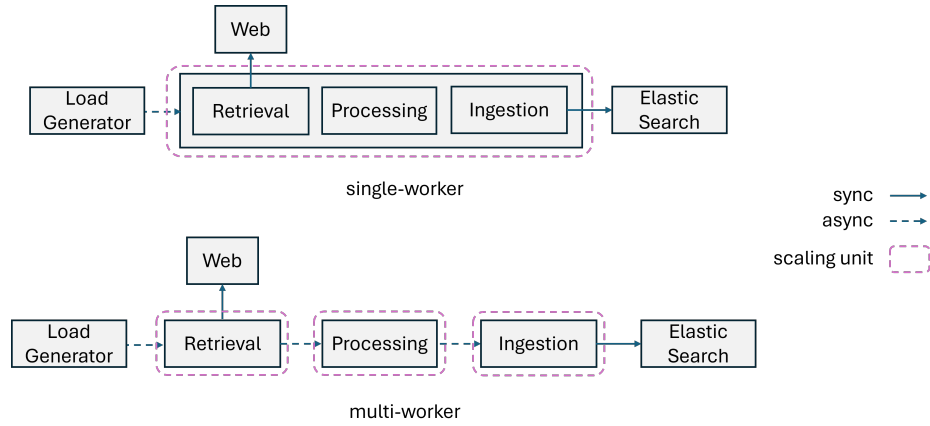 Web
Load
Generator
Retrieval
Processing
Ingestion
Elastic
Search
single-worker
sync
async
scaling unit
Web
Load
Generator
Retrieval
Processing
Ingestion
Elastic
Search
multi-worker